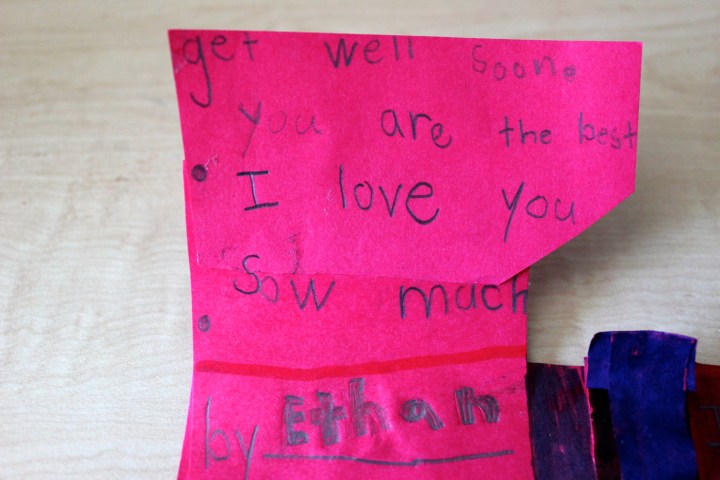 get well soon.
you are the best
I love you
sow much
by Ethan